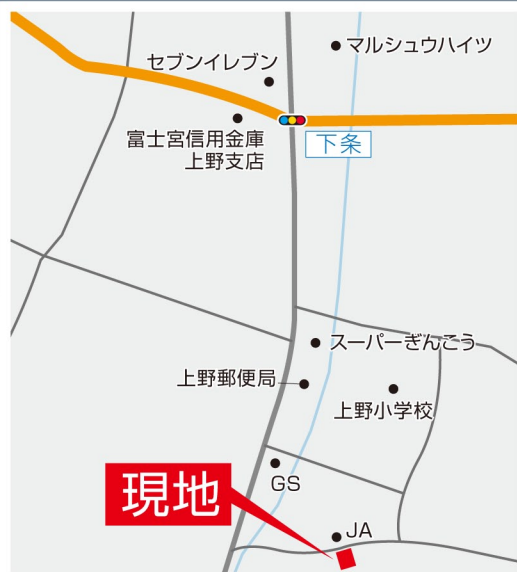 マルシュウハイツ
セブンイレブン
富士宮信用金庫
上野支店
下条
スーパーぎんこう
上野郵便局
上野小学校
GS
現地
JA